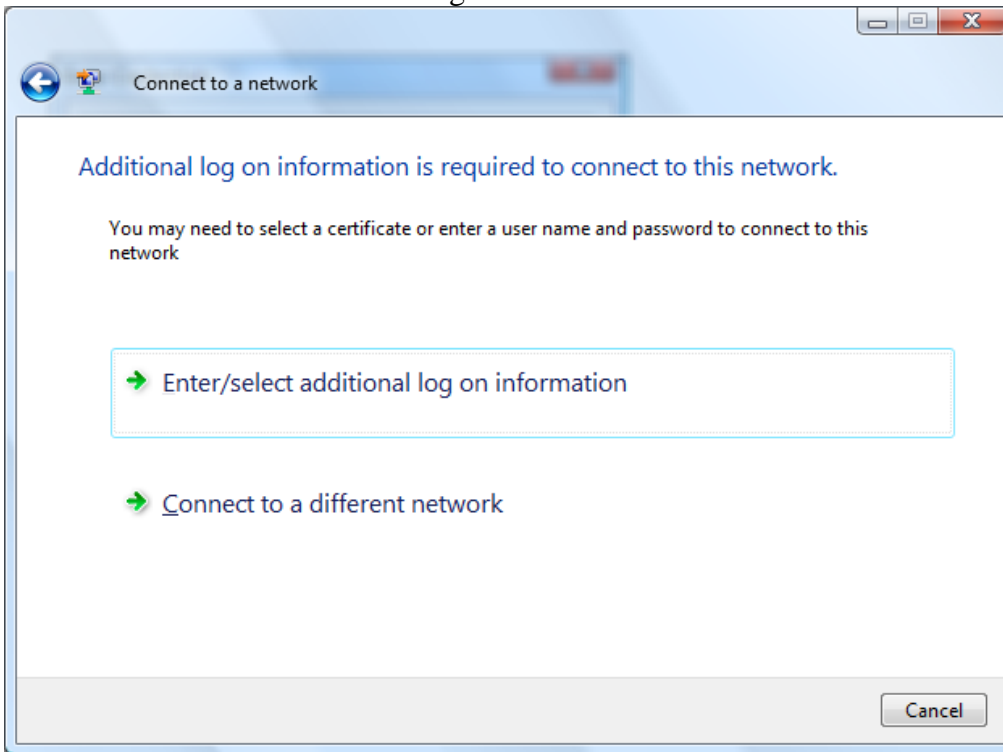 Connect to a network
Additional log on information is required to connect to this network.
You may need to select a certificate or enter a user name and password to connect to this
network
Enter/select additional log on information
Connect to a different network
Cancel